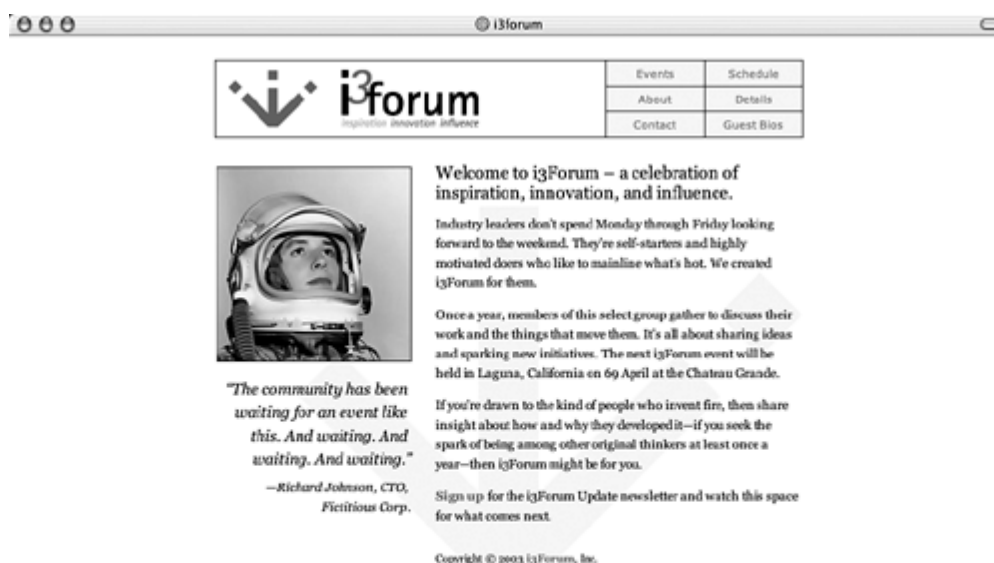 i3forum
i3forum
inspiration innovation influence
Events
Schedule
About
Details
Contact
Guest Bios
Welcome to i3Forum – a celebration of
inspiration, innovation, and influence.
Industry leaders don't spend Monday through Friday looking
forward to the weekend. They're self-starters and highly
motivated doers who like to mainline what's hot. We created
i3Forum for them.
Once a year, members of this select group gather to discuss their
work and the things that move them. It's all about sharing ideas
and sparking new initiatives. The next i3Forum event will be
held in Laguna, California on 69 April at the Chateau Grande.
If you're drawn to the kind of people who invent fire, then share
insight about how and why they developed it—if you seek the
spark of being among other original thinkers at least once a
year—then i3Forum might be for you.
Sign up for the i3Forum Update newsletter and watch this space
for what comes next.
Copyright © 2003 i3Forum, Inc.
"The community has been
waiting for an event like
this. And waiting. And
waiting. And waiting."
—Richard Johnson, CTO,
Fictitious Corp.